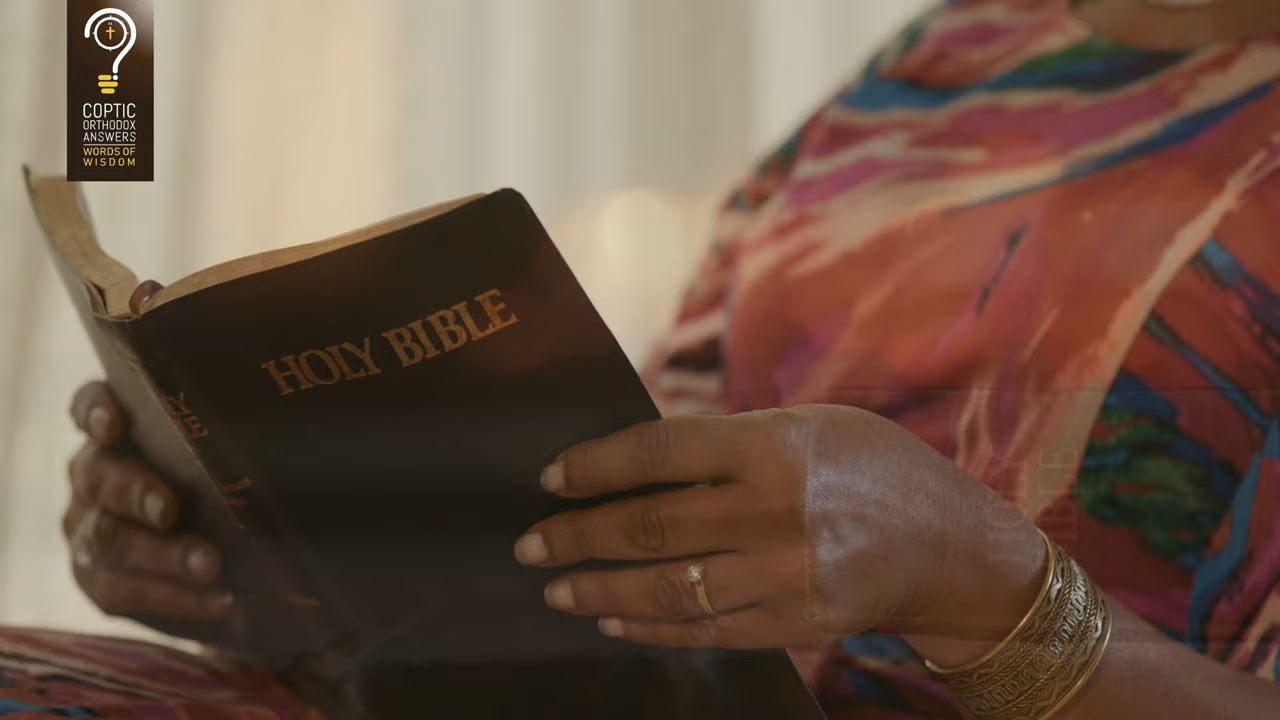 COPTIC
ORTHODOX
ANSWERS
WORDS OF
WISDOM
HOLY BIBLE